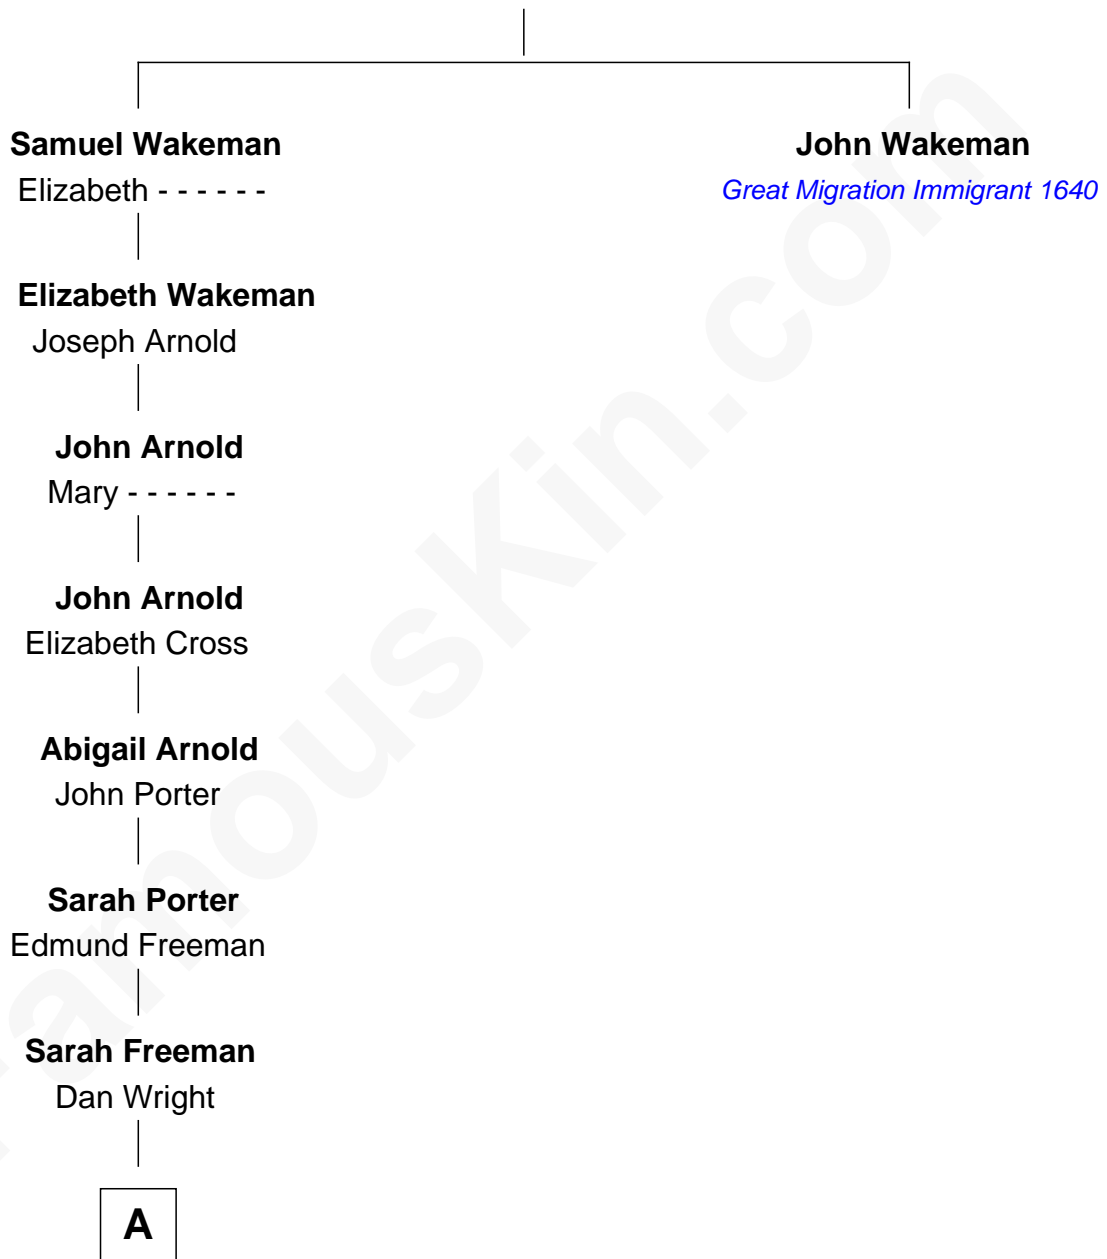 Samuel Wakeman
Elizabeth - - - - - -
John Wakeman
Great Migration Immigrant 1640
Elizabeth Wakeman
Joseph Arnold
John Arnold
Mary - - - - - -
John Arnold
Elizabeth Cross
Abigail Arnold
John Porter
Sarah Porter
Edmund Freeman
Sarah Freeman
Dan Wright
A
FamousKin.com